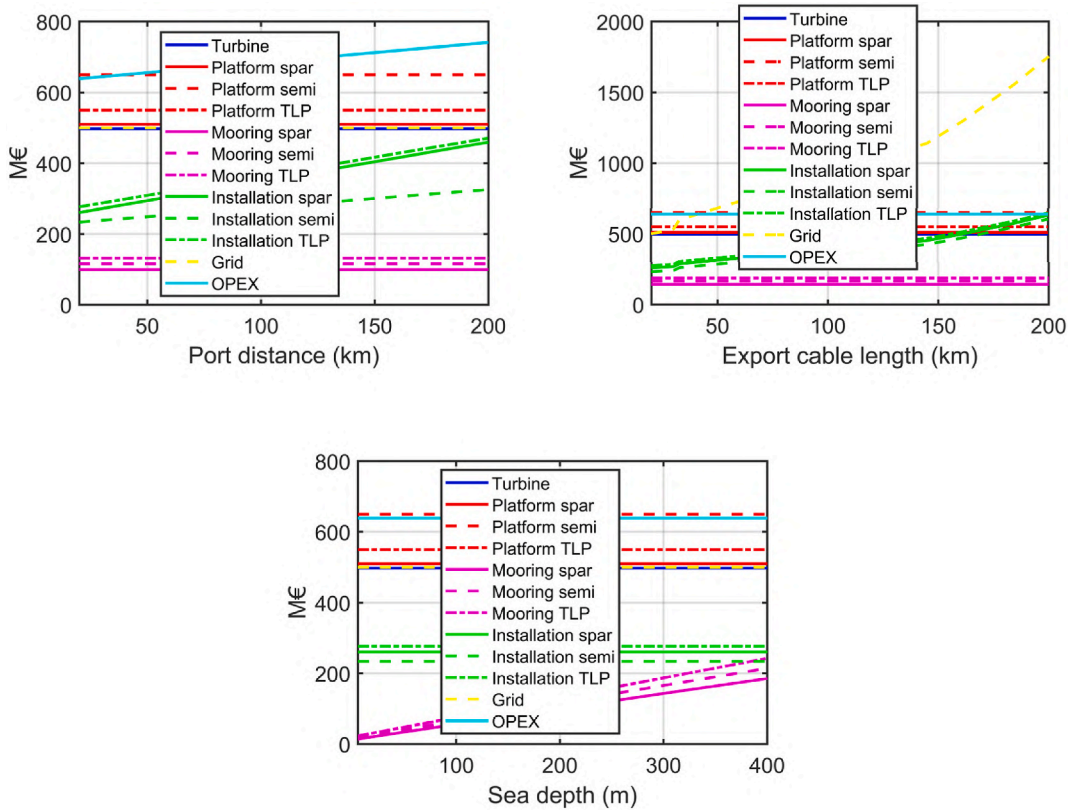 800
600
400
200
0
M€
Turbine
Platform spar
Platform semi
Platform TLP
Mooring spar
Mooring semi
Mooring TLP
Installation spar
Installation semi
Installation TLP
Grid
OPEX
50
100
150
200
Port distance (km)
2000
1500
1000
500
0
M€
Turbine
Platform spar
Platform semi
Platform TLP
Mooring spar
Mooring semi
Mooring TLP
Installation spar
Installation semi
Installation TLP
Grid
OPEX
50
100
150
200
Export cable length (km)
800
600
400
200
0
M€
Turbine
Platform spar
Platform semi
Platform TLP
Mooring spar
Mooring semi
Mooring TLP
Installation spar
Installation semi
Installation TLP
Grid
OPEX
100
200
300
400
Sea depth (m)